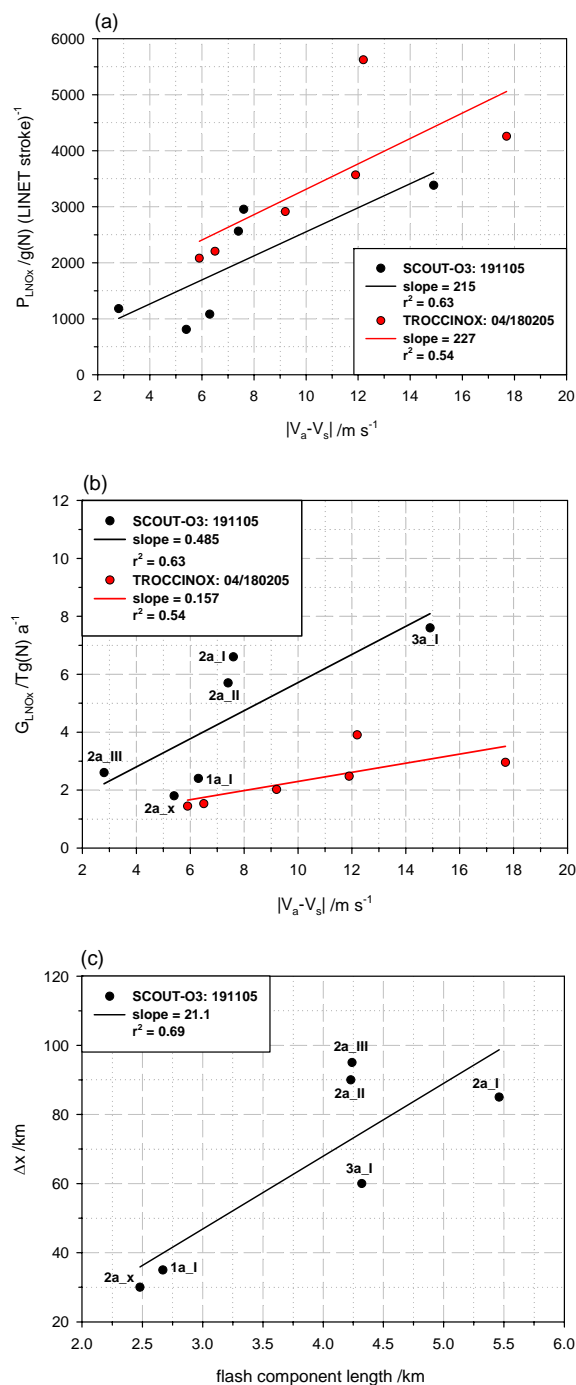 (a)
6000
5000
4000
3000
2000
1000
0
P_LNOx /g(N) (LINET stroke)^-1
SCOUT-O3: 191105
slope = 215
r² = 0.63
TROCCINOX: 04/180205
slope = 227
r² = 0.54
2 4 6 8 10 12 14 16 18 20
|V_a-V_s| /m s^-1
(b)
12
10
8
6
4
2
0
G_LNOx /Tg(N) a^-1
SCOUT-O3: 191105
slope = 0.485
r² = 0.63
TROCCINOX: 04/180205
slope = 0.157
r² = 0.54
2a_I
3a_I
2a_II
2a_III
1a_I
2a_x
2 4 6 8 10 12 14 16 18 20
|V_a-V_s| /m s^-1
(c)
120
100
80
60
40
20
Δx /km
SCOUT-O3: 191105
slope = 21.1
r² = 0.69
2a_III
2a_II
2a_I
3a_I
2a_x
1a_I
2.0 2.5 3.0 3.5 4.0 4.5 5.0 5.5 6.0
flash component length /km